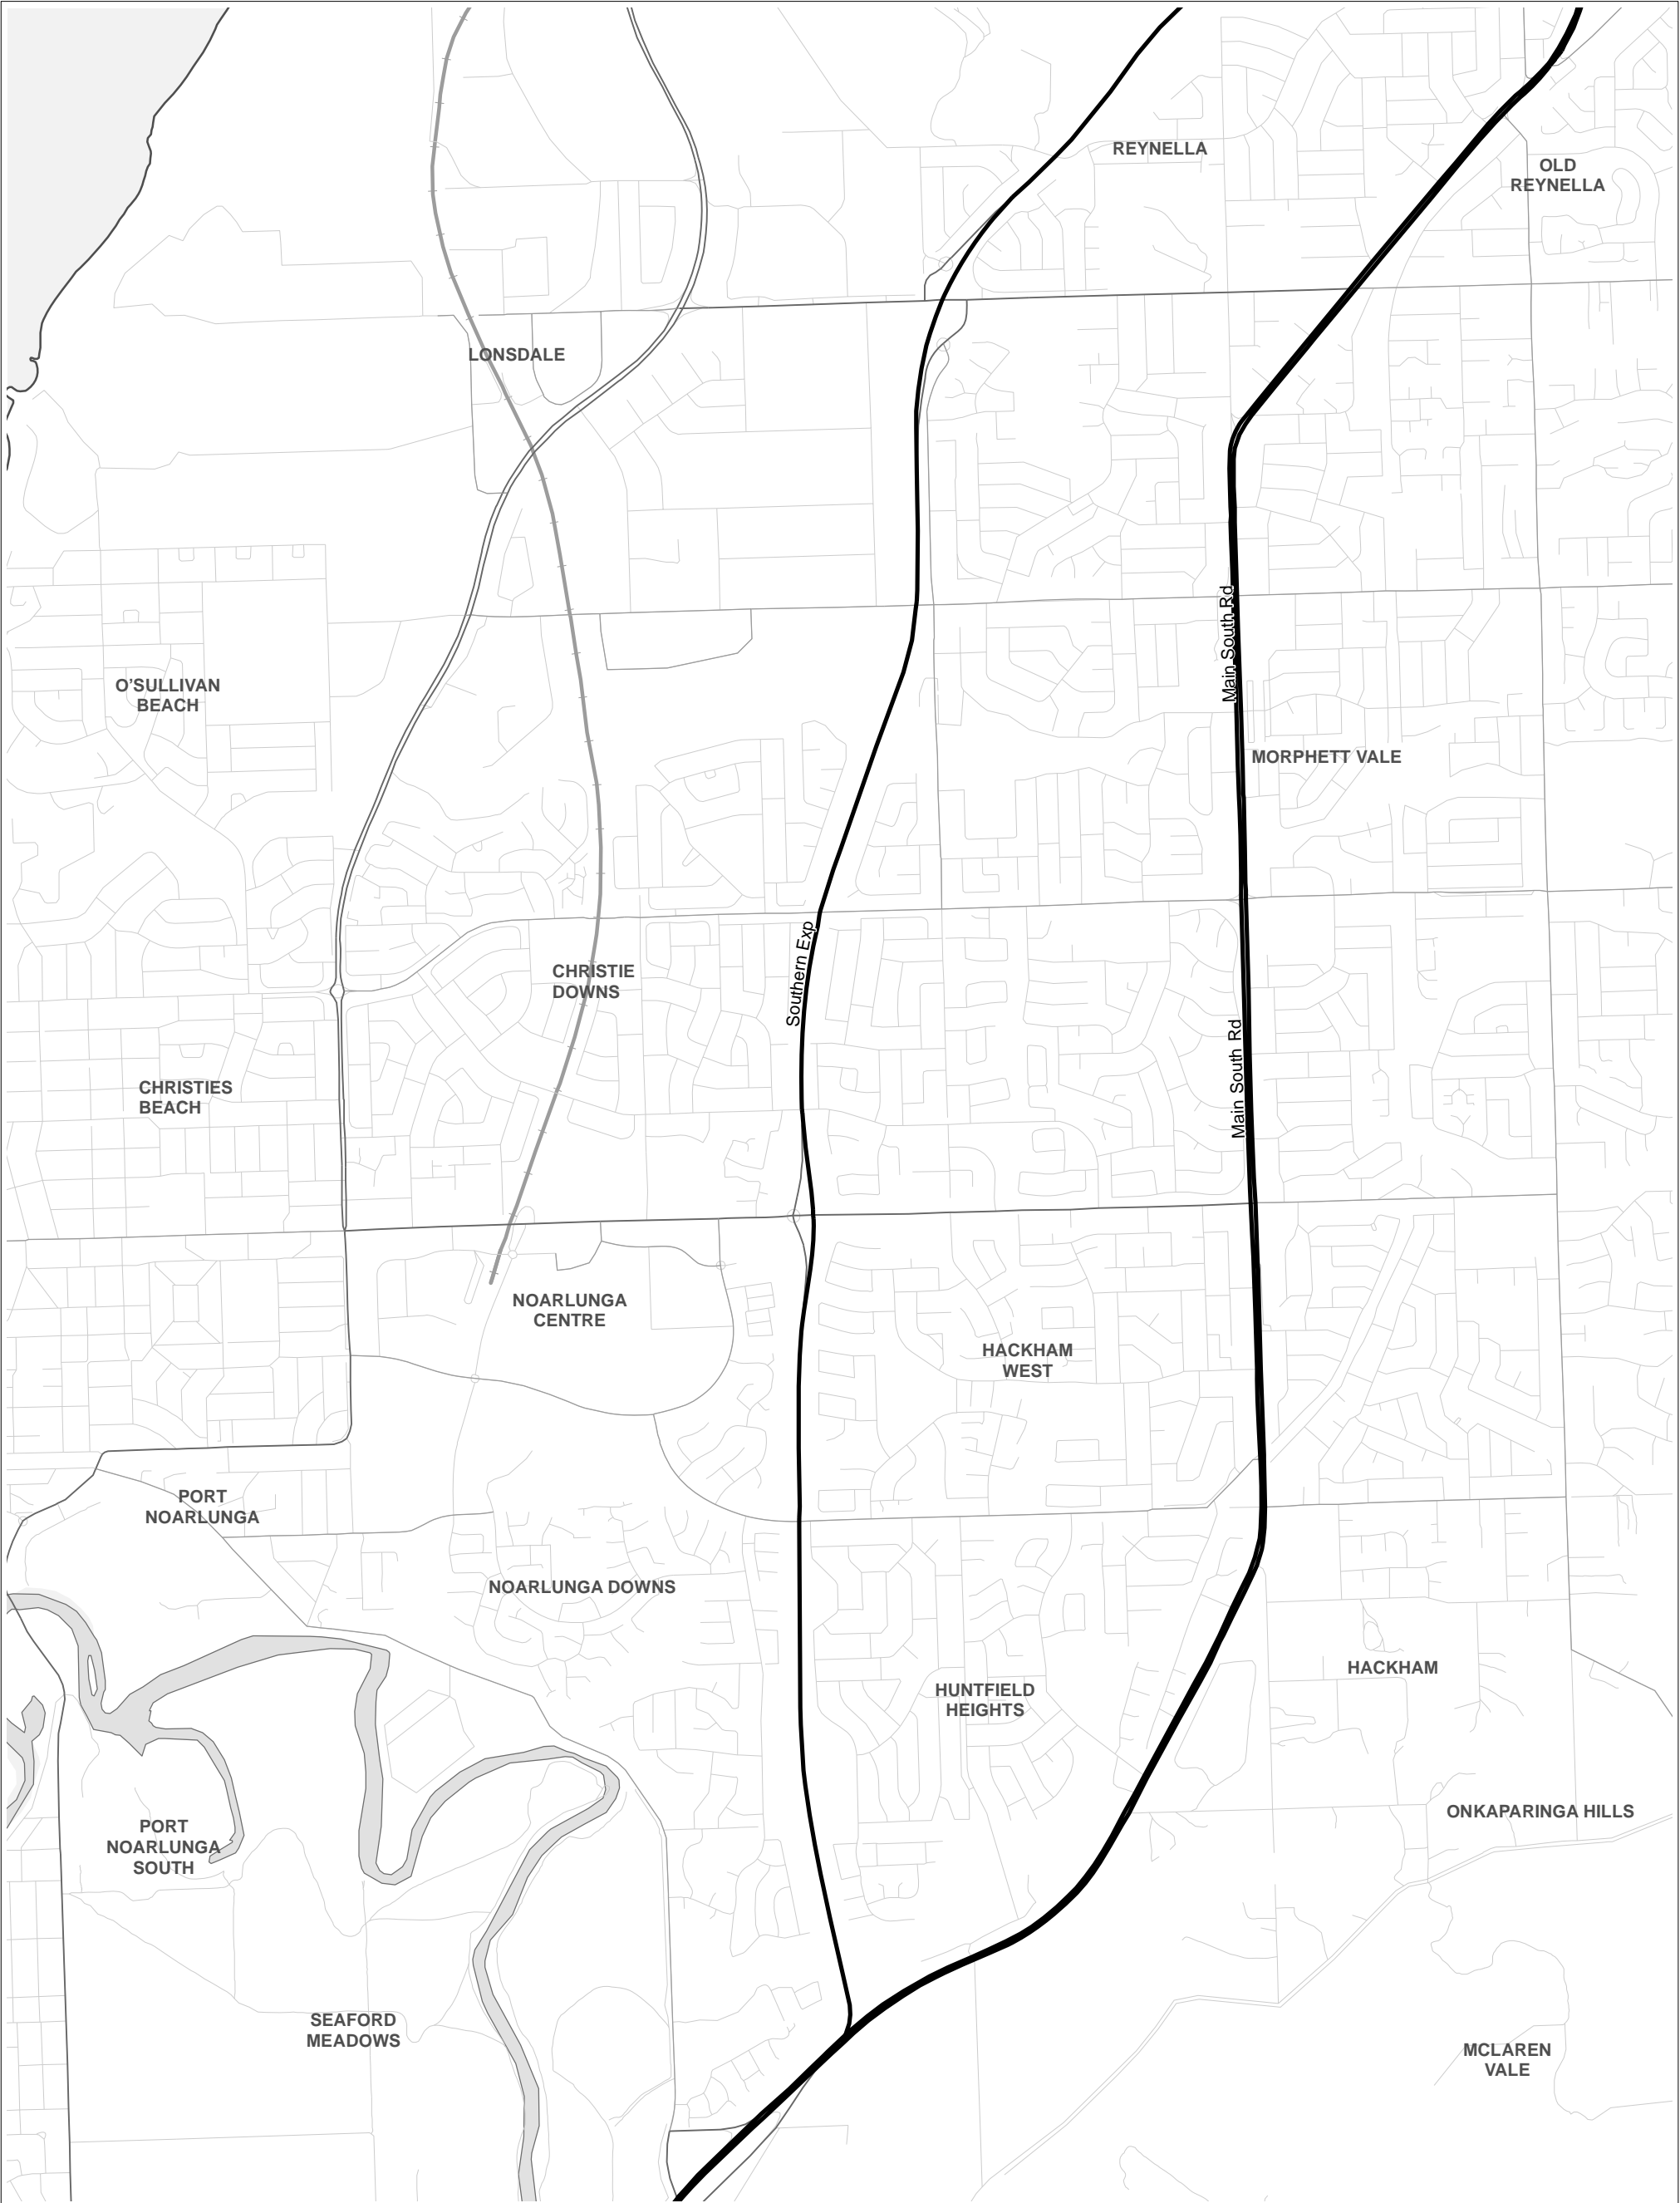 REYNELLA
OLD
REYNELLA
LONSDALE
Main South Rd
O'SULLIVAN
BEACH
MORPHETT VALE
Southern Exp
CHRISTIE
DOWNS
Main South Rd
CHRISTIES
BEACH
NOARLUNGA
CENTRE
HACKHAM
WEST
PORT
NOARLUNGA
NOARLUNGA DOWNS
HACKHAM
HUNTFIELD
HEIGHTS
ONKAPARINGA HILLS
PORT
NOARLUNGA
SOUTH
SEAFORD
MEADOWS
MCLAREN
VALE